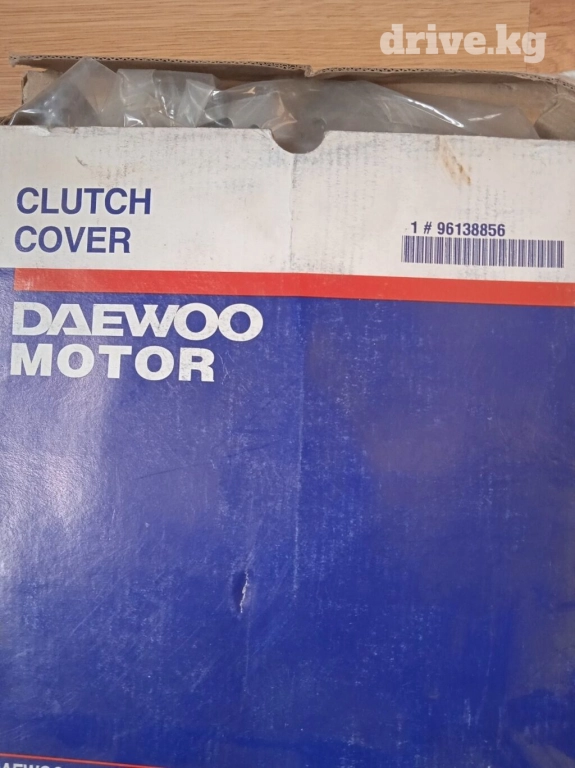 drive.kg
CLUTCH
COVER
1 # 96138856
DAEWOO
MOTOR